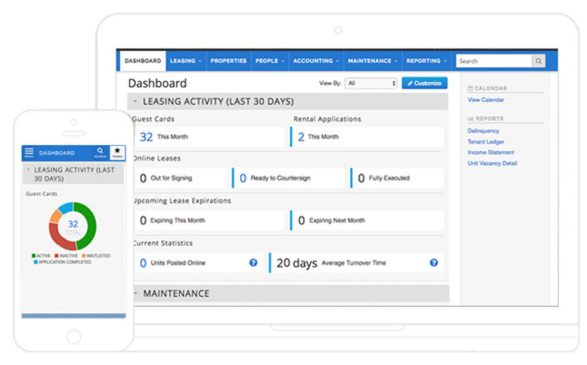 DASHBOARD LEASING PROPERTIES PEOPLE ACCOUNTING MAINTENANCE REPORTING Search
Dashboard
View By: All Customize
LEASING ACTIVITY (LAST 30 DAYS)
Guest Cards Rental Applications
32 This Month 2 This Month
Online Leases
0 Out for Signing 0 Ready to Countersign 0 Fully Executed
Upcoming Lease Expirations
0 Expiring This Month 0 Expiring Next Month
Current Statistics
0 Units Posted Online ? 20 days Average Turnover Time ?
MAINTENANCE
CALENDAR
View Calendar
REPORTS
Delinquency
Tenant Ledger
Income Statement
Unit Vacancy Detail
DASHBOARD
LEASING ACTIVITY (LAST
30 DAYS)
Guest Cards
32
TOTAL
ACTIVE INACTIVE WAITLISTED
APPLICATION COMPLETED